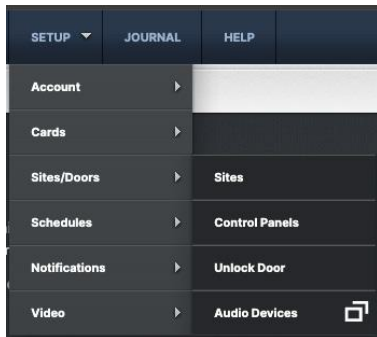 SETUP JOURNAL HELP
Account
Cards
Sites/Doors Sites
Schedules Control Panels
Notifications Unlock Door
Video Audio Devices